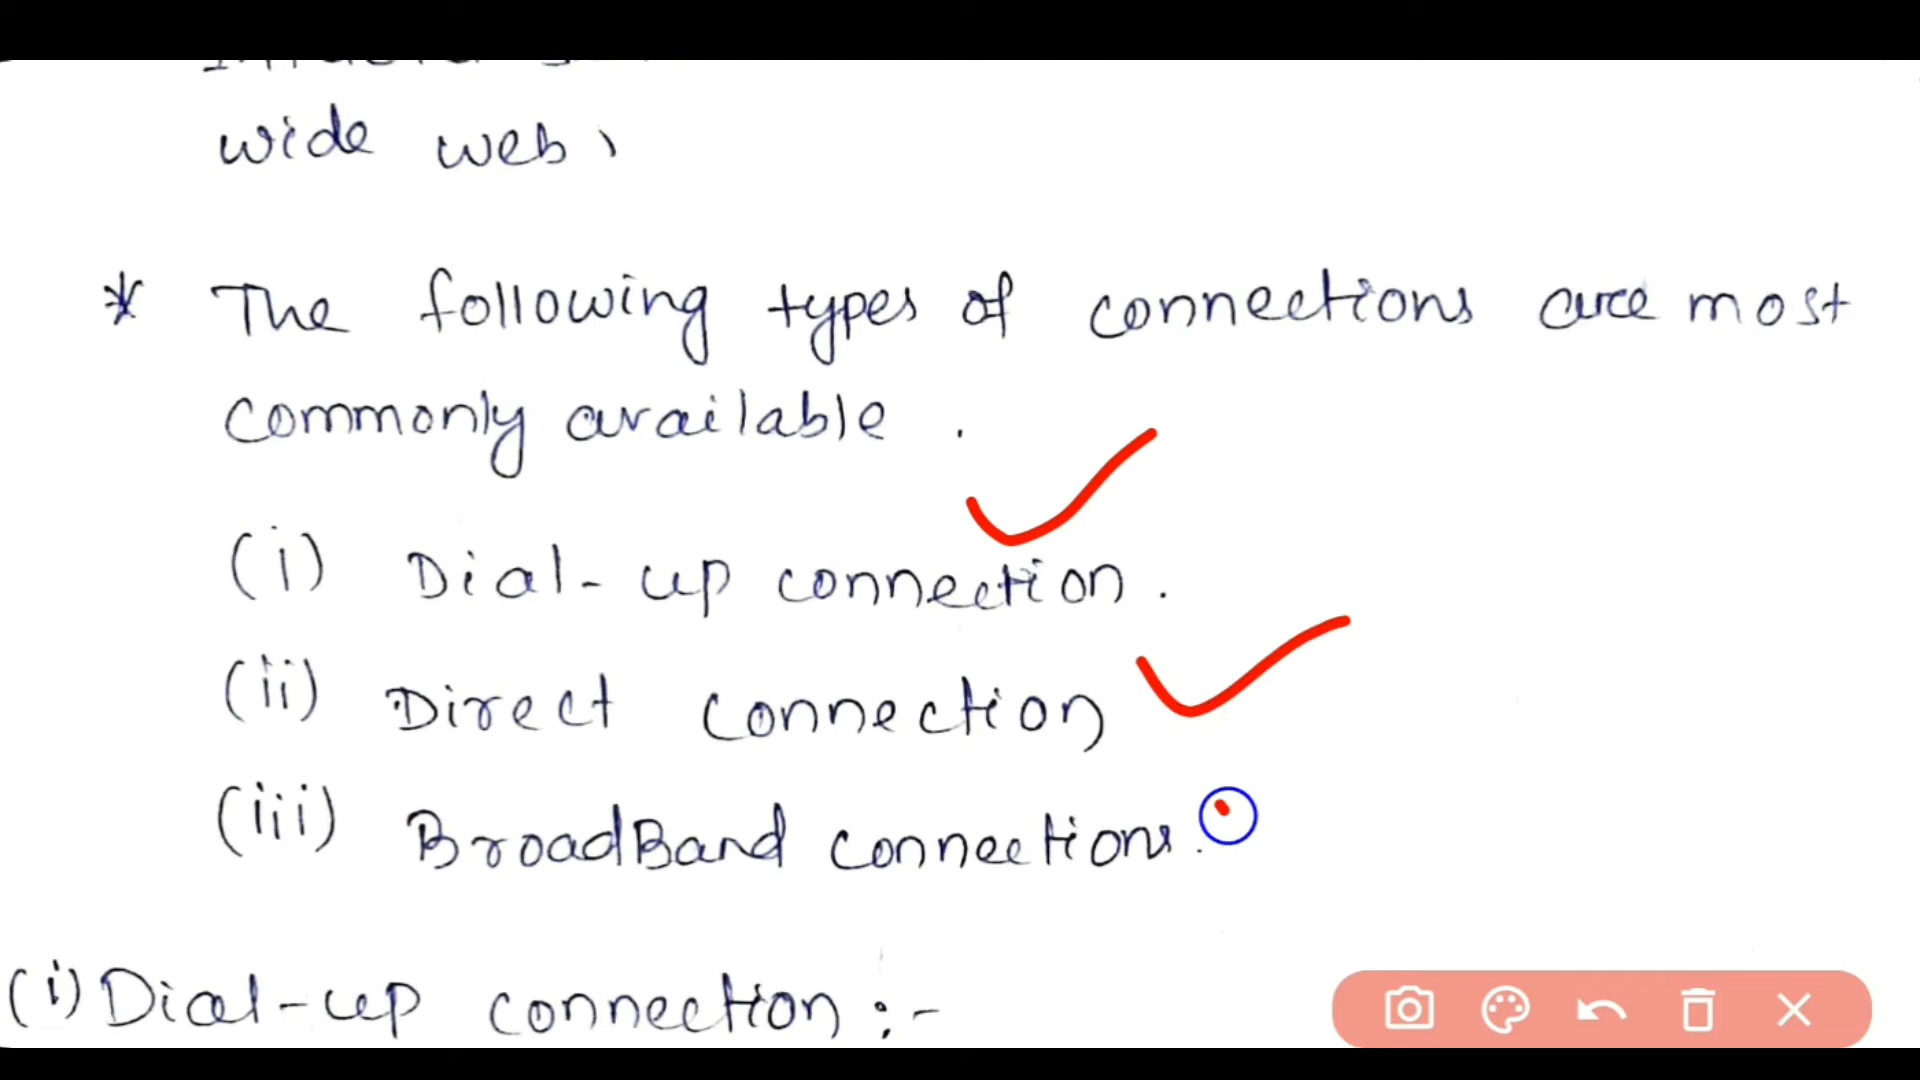 wide web,
* The following types of connections are most
commonly available .
(i) Dial-up connection .
(ii) Direct connection
(iii) BroadBand connections.
(i) Dial-up connection :-